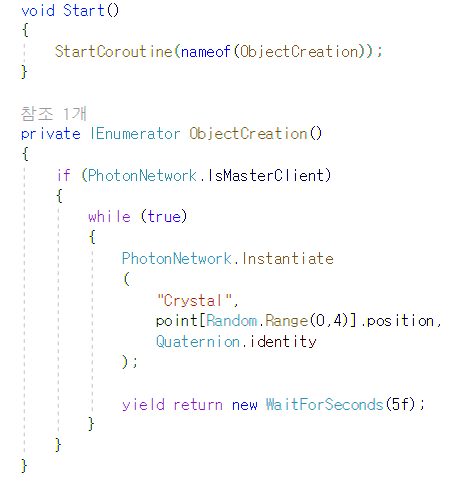 void Start()
{
    StartCoroutine(nameof(ObjectCreation));
}
참조 1개
private IEnumerator ObjectCreation()
{
    if (PhotonNetwork.IsMasterClient)
    {
        while (true)
        {
            PhotonNetwork.Instantiate
            (
                "Crystal",
                point[Random.Range(0,4)].position,
                Quaternion.identity
            );
            yield return new WaitForSeconds(5f);
        }
    }
}